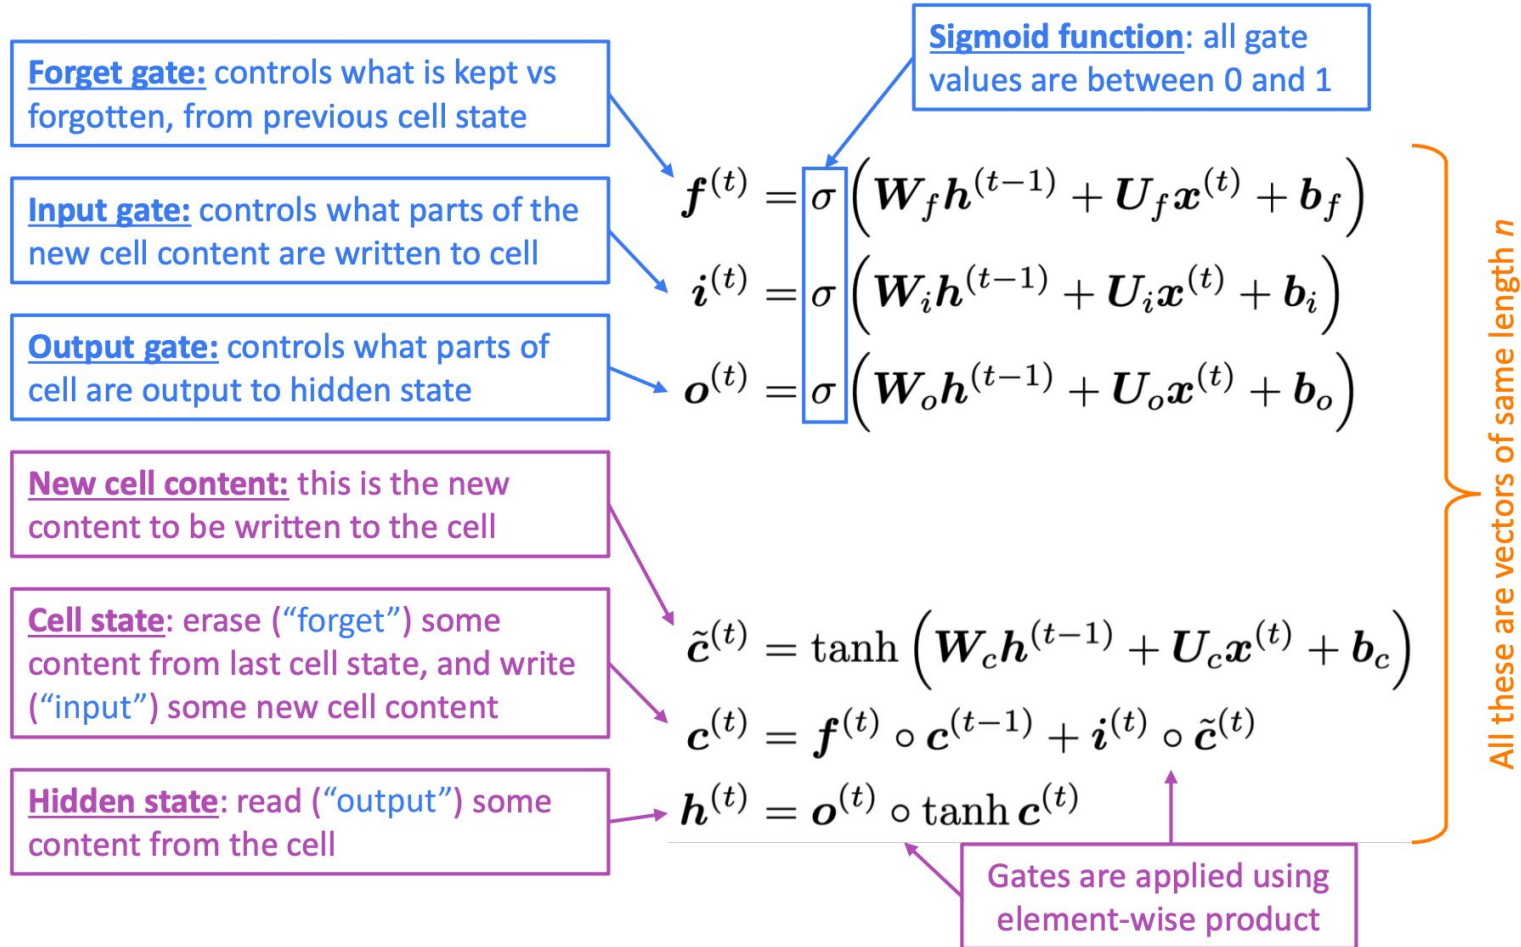 Sigmoid function: all gate
values are between 0 and 1
Forget gate: controls what is kept vs
forgotten, from previous cell state
Input gate: controls what parts of the
new cell content are written to cell
Output gate: controls what parts of
cell are output to hidden state
New cell content: this is the new
content to be written to the cell
Cell state: erase (“forget”) some
content from last cell state, and write
(“input”) some new cell content
Hidden state: read (“output”) some
content from the cell
f^{(t)} = σ(W_f h^{(t−1)} + U_f x^{(t)} + b_f)
i^{(t)} = σ(W_i h^{(t−1)} + U_i x^{(t)} + b_i)
o^{(t)} = σ(W_o h^{(t−1)} + U_o x^{(t)} + b_o)
c̃^{(t)} = tanh(W_c h^{(t−1)} + U_c x^{(t)} + b_c)
c^{(t)} = f^{(t)} ∘ c^{(t−1)} + i^{(t)} ∘ c̃^{(t)}
h^{(t)} = o^{(t)} ∘ tanh c^{(t)}
Gates are applied using
element-wise product
All these are vectors of same length n